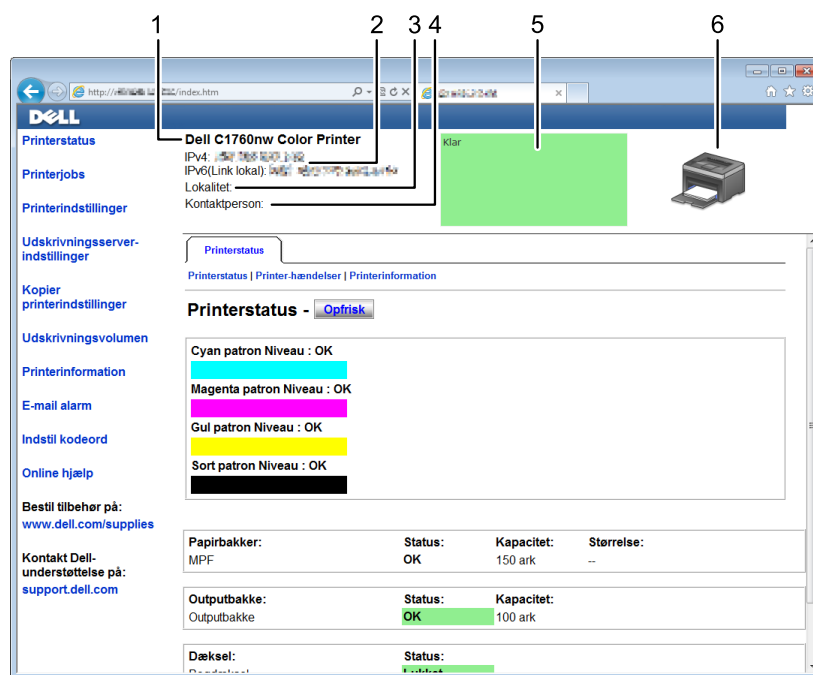 1 2 3 4 5 6
http:// /index.htm
DELL
Printerstatus
Printerjobs
Printerindstillinger
Udskrivningsserver-
indstillinger
Kopier
printerindstillinger
Udskrivningsvolumen
Printerinformation
E-mail alarm
Indstil kodeord
Online hjælp
Bestil tilbehør på:
www.dell.com/supplies
Kontakt Dell-
understøttelse på:
support.dell.com
Dell C1760nw Color Printer
IPv4:
IPv6(Link lokal):
Lokalitet:
Kontaktperson:
Klar
Printerstatus
Printerstatus | Printer-hændelser | Printerinformation
Printerstatus - Opfrisk
Cyan patron Niveau : OK
Magenta patron Niveau : OK
Gul patron Niveau : OK
Sort patron Niveau : OK
Papirbakker: Status: Kapacitet: Størrelse:
MPF OK 150 ark --
Outputbakke: Status: Kapacitet:
Outputbakke OK 100 ark
Dæksel: Status: